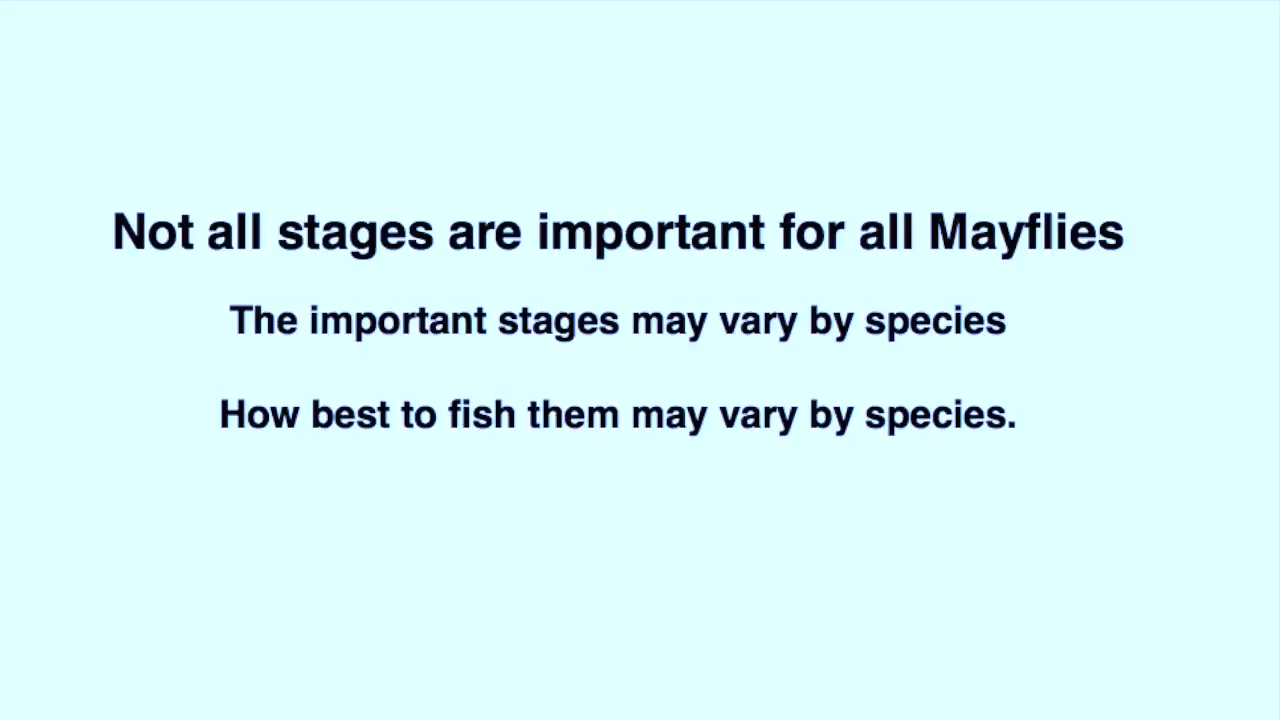 Not all stages are important for all Mayflies
The important stages may vary by species
How best to fish them may vary by species.